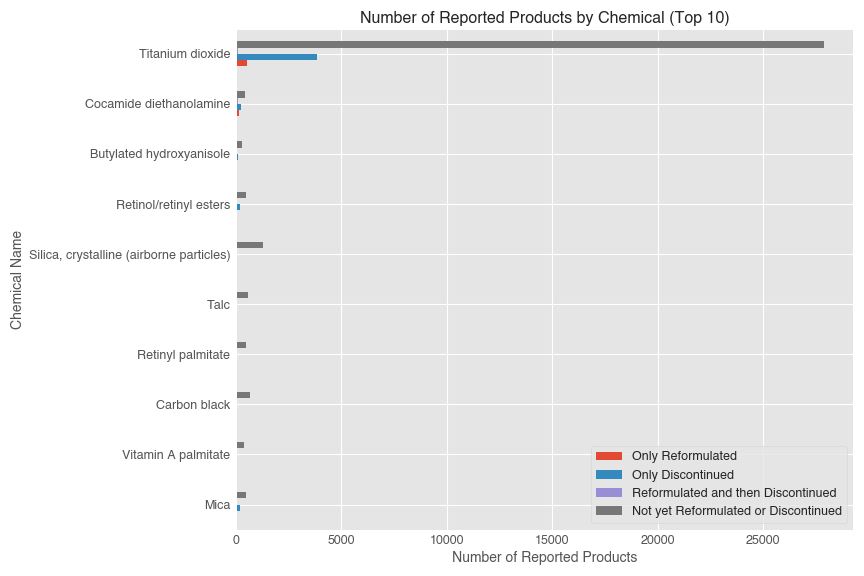 Number of Reported Products by Chemical (Top 10)
Chemical Name
Titanium dioxide
Cocamide diethanolamine
Butylated hydroxyanisole
Retinol/retinyl esters
Silica, crystalline (airborne particles)
Talc
Retinyl palmitate
Carbon black
Vitamin A palmitate
Mica
Only Reformulated
Only Discontinued
Reformulated and then Discontinued
Not yet Reformulated or Discontinued
0 5000 10000 15000 20000 25000
Number of Reported Products